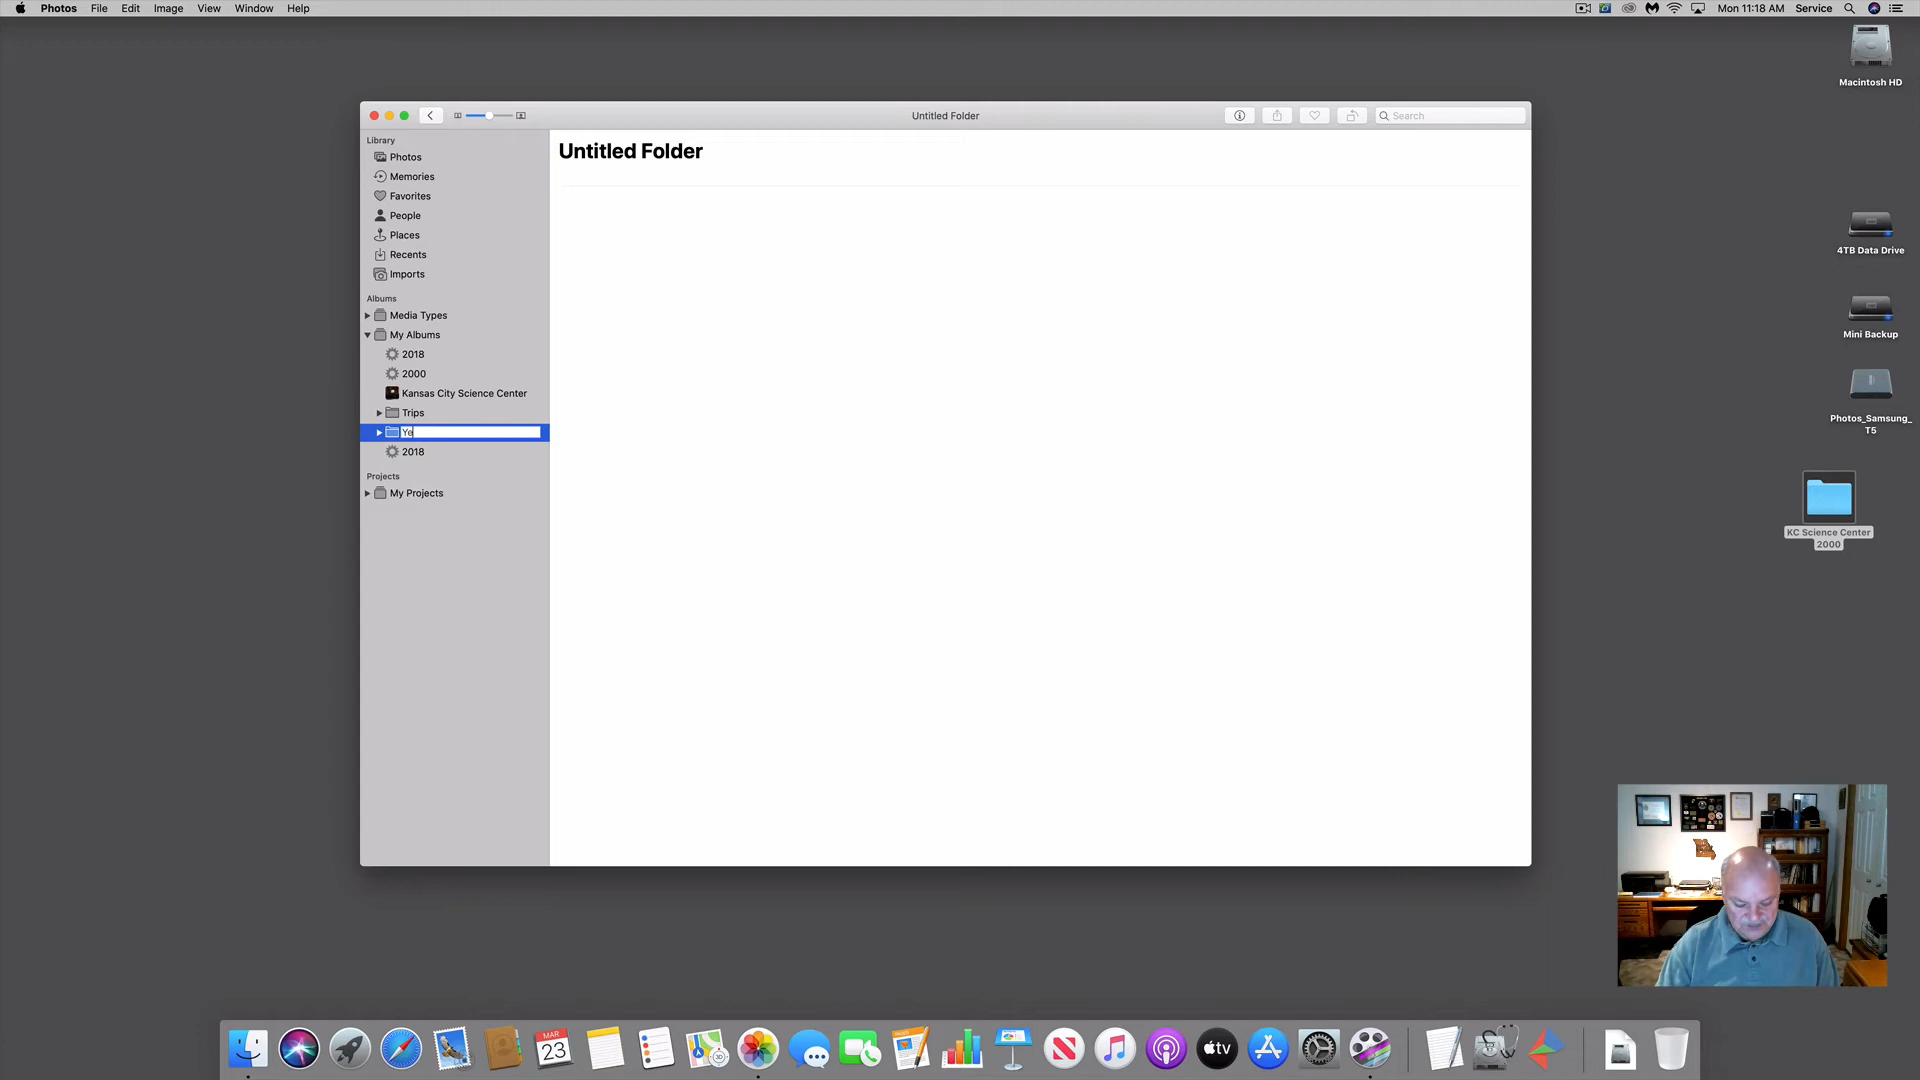 Photos File Edit Image View Window Help Mon 11:18 AM Service
Macintosh HD
Untitled Folder Search
Library
Photos
Memories
Favorites
People
Places
Recents
Imports
Albums
Media Types
My Albums
2018
2000
Kansas City Science Center
Trips
Ye
2018
Projects
My Projects
Untitled Folder
4TB Data Drive
Mini Backup
Photos_Samsung_
T5
KC Science Center
2000
MAR
23
PAGES
3D
tv